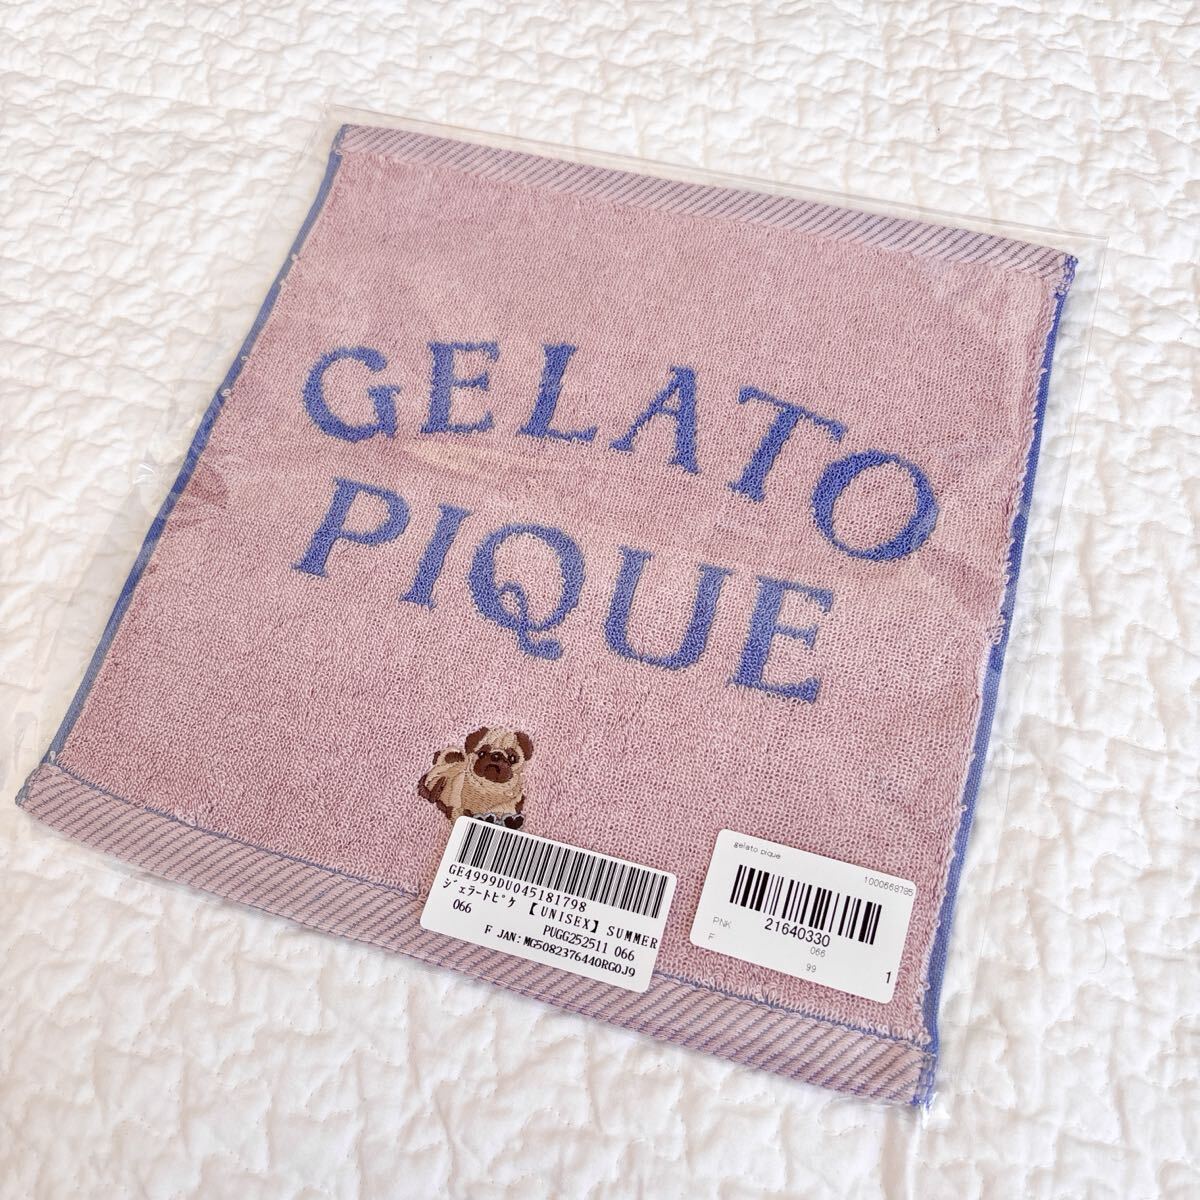 GELATO
PIQUE
GE4999DU045181798
ジェラートピケ 【UNISEX】 SUMMER
066
PUGG252511 066
F JAN: MG5082376440RG0J9
gelato pique
1000668785
21640330
PNK
066
F
99
1